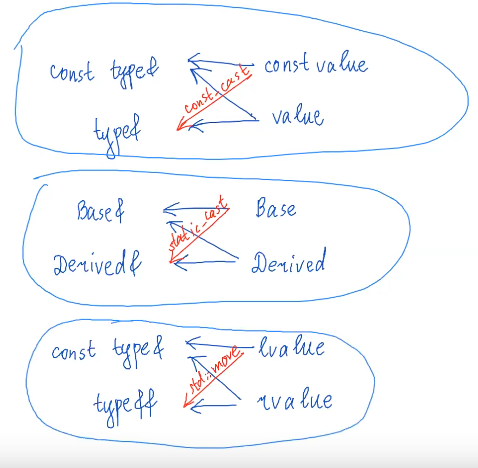 const type& const value
const_cast
type& value
Base& Base
static_cast
Derived& Derived
const type& lvalue
std::move
type&& rvalue